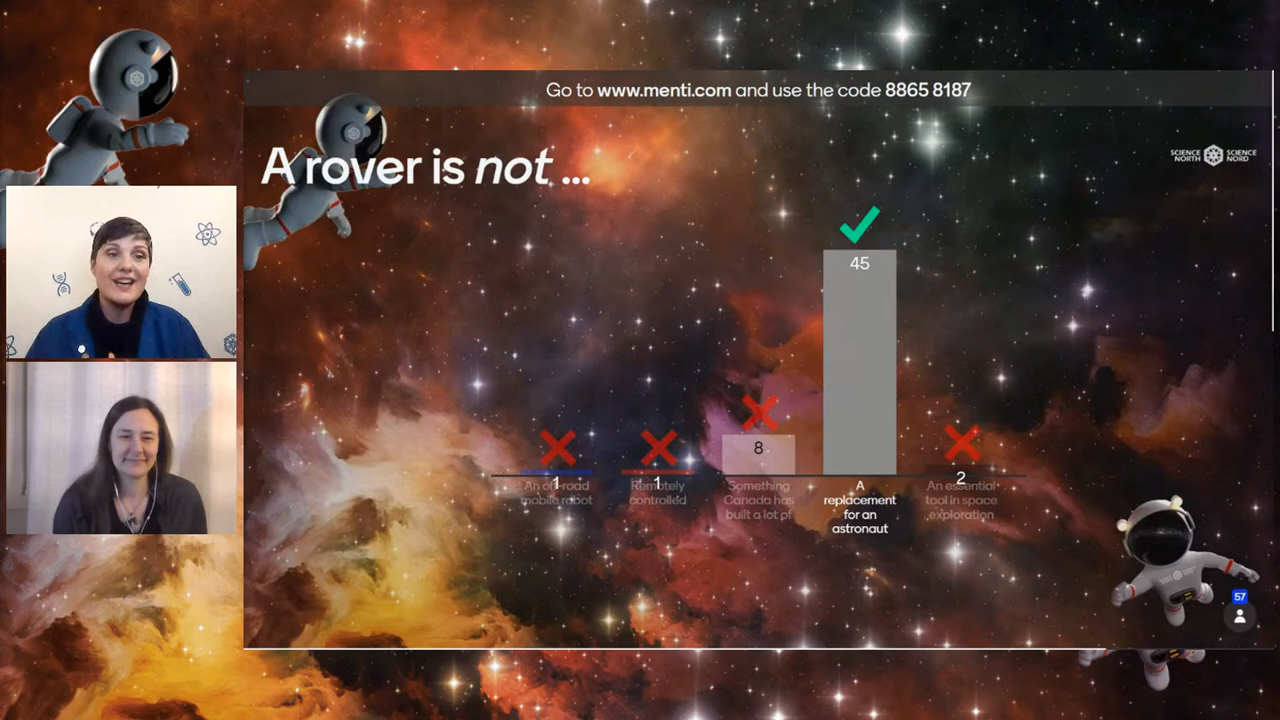 Go to www.menti.com and use the code 8865 8187
A rover is not ...
SCIENCE NORTH SCIENCE NORD
45
8
1
1
2
An off-road
mobile robot
Remotely
controlled
Something
Canada has
built a lot of
A
replacement
for an
astronaut
An essential
tool in space
exploration
57